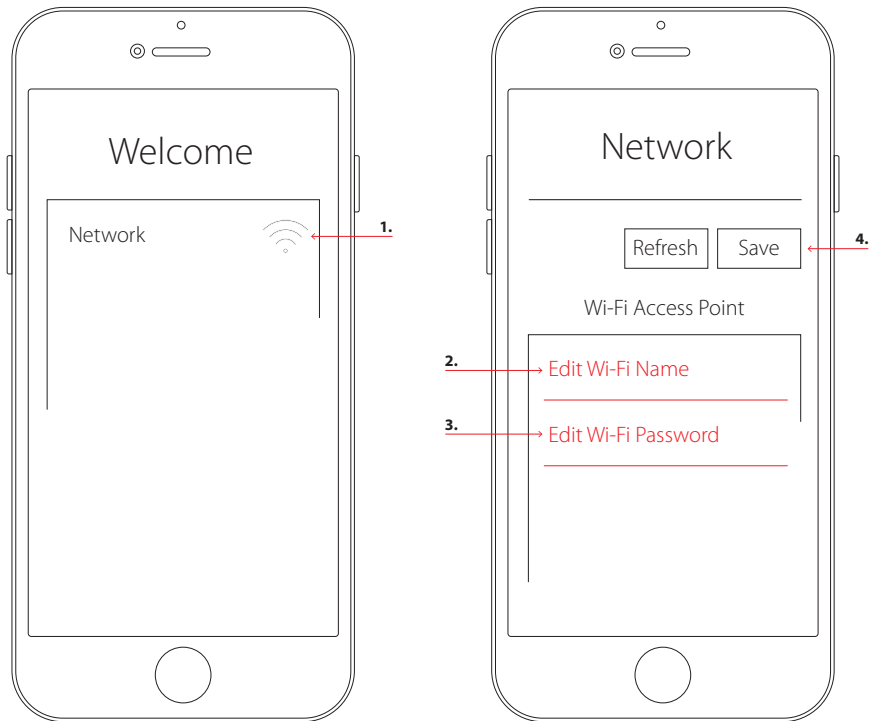 Welcome
Network
1.
Network
Refresh
Save
4.
Wi-Fi Access Point
2.
Edit Wi-Fi Name
3.
Edit Wi-Fi Password